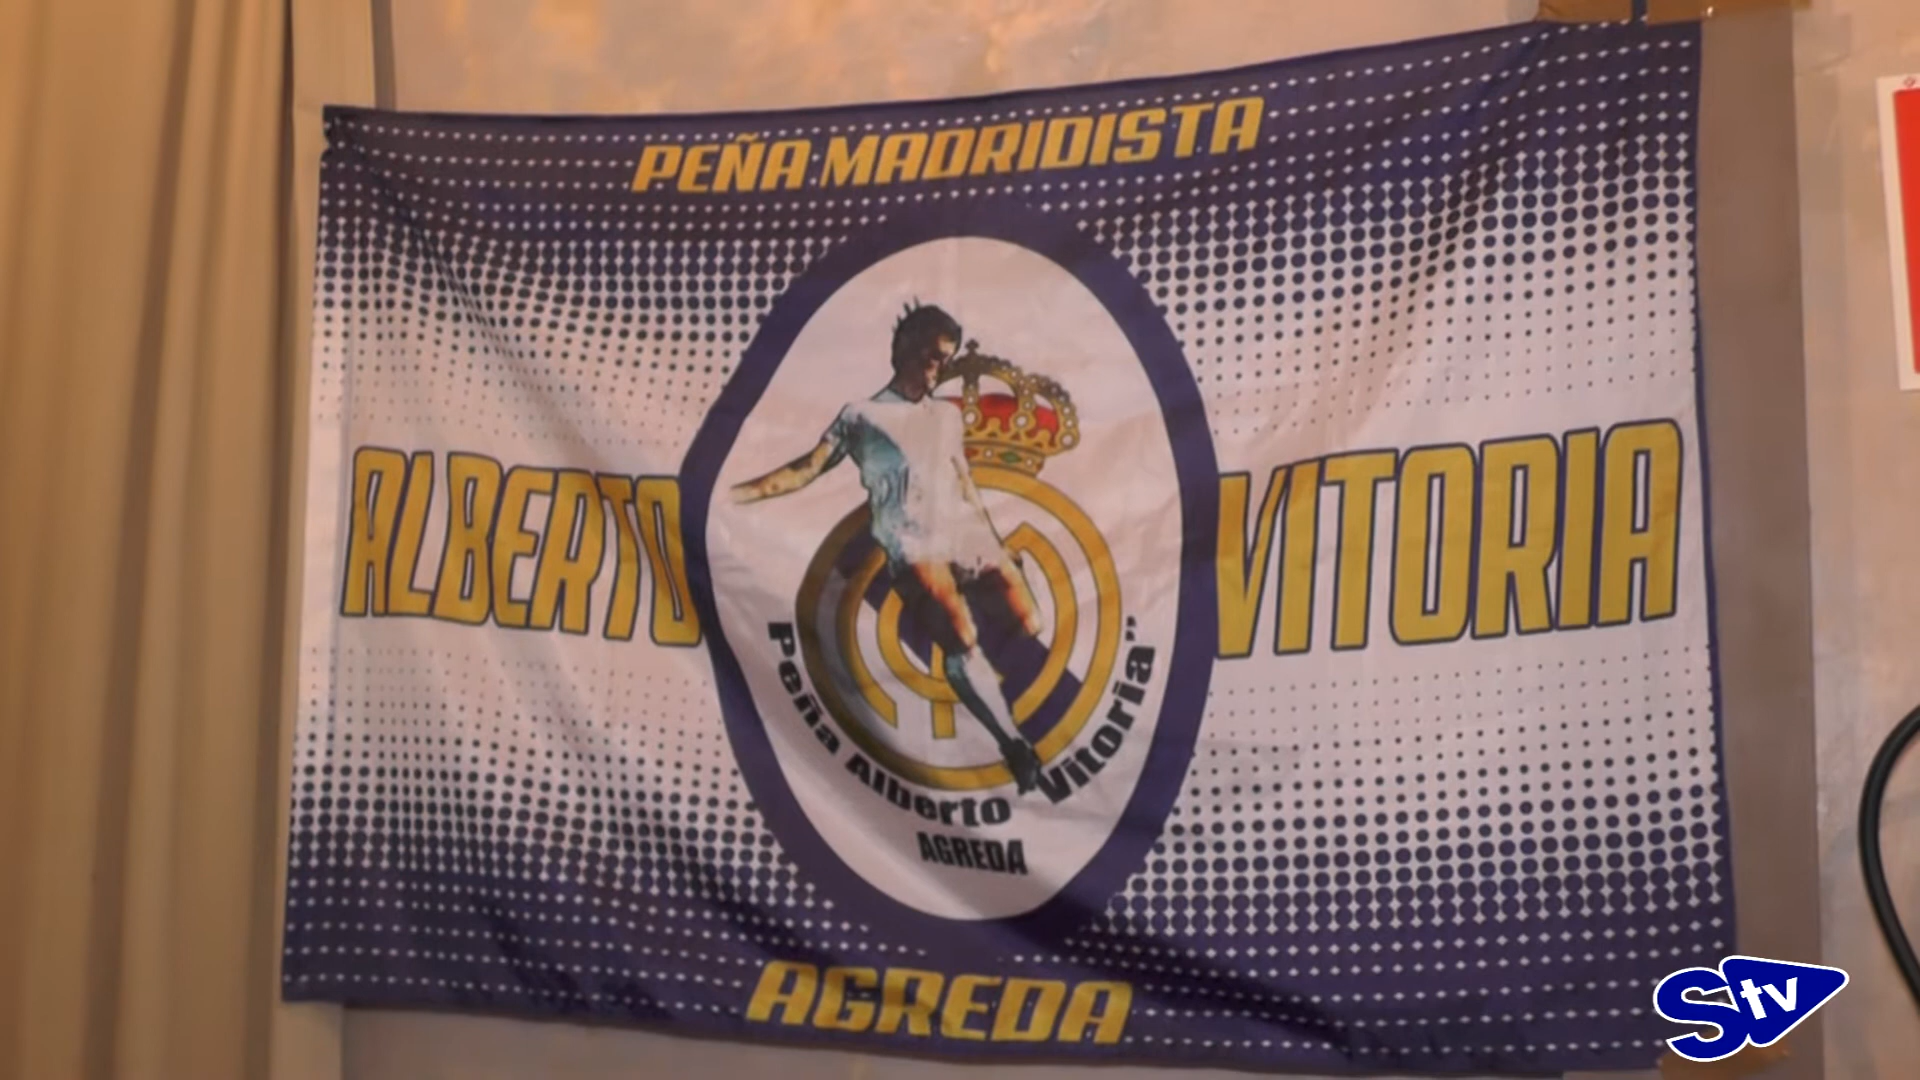 PEÑA MADRIDISTA
ALBERTO VITORIA
Peña Alberto Vitoria”
AGREDA
AGREDA
Stv